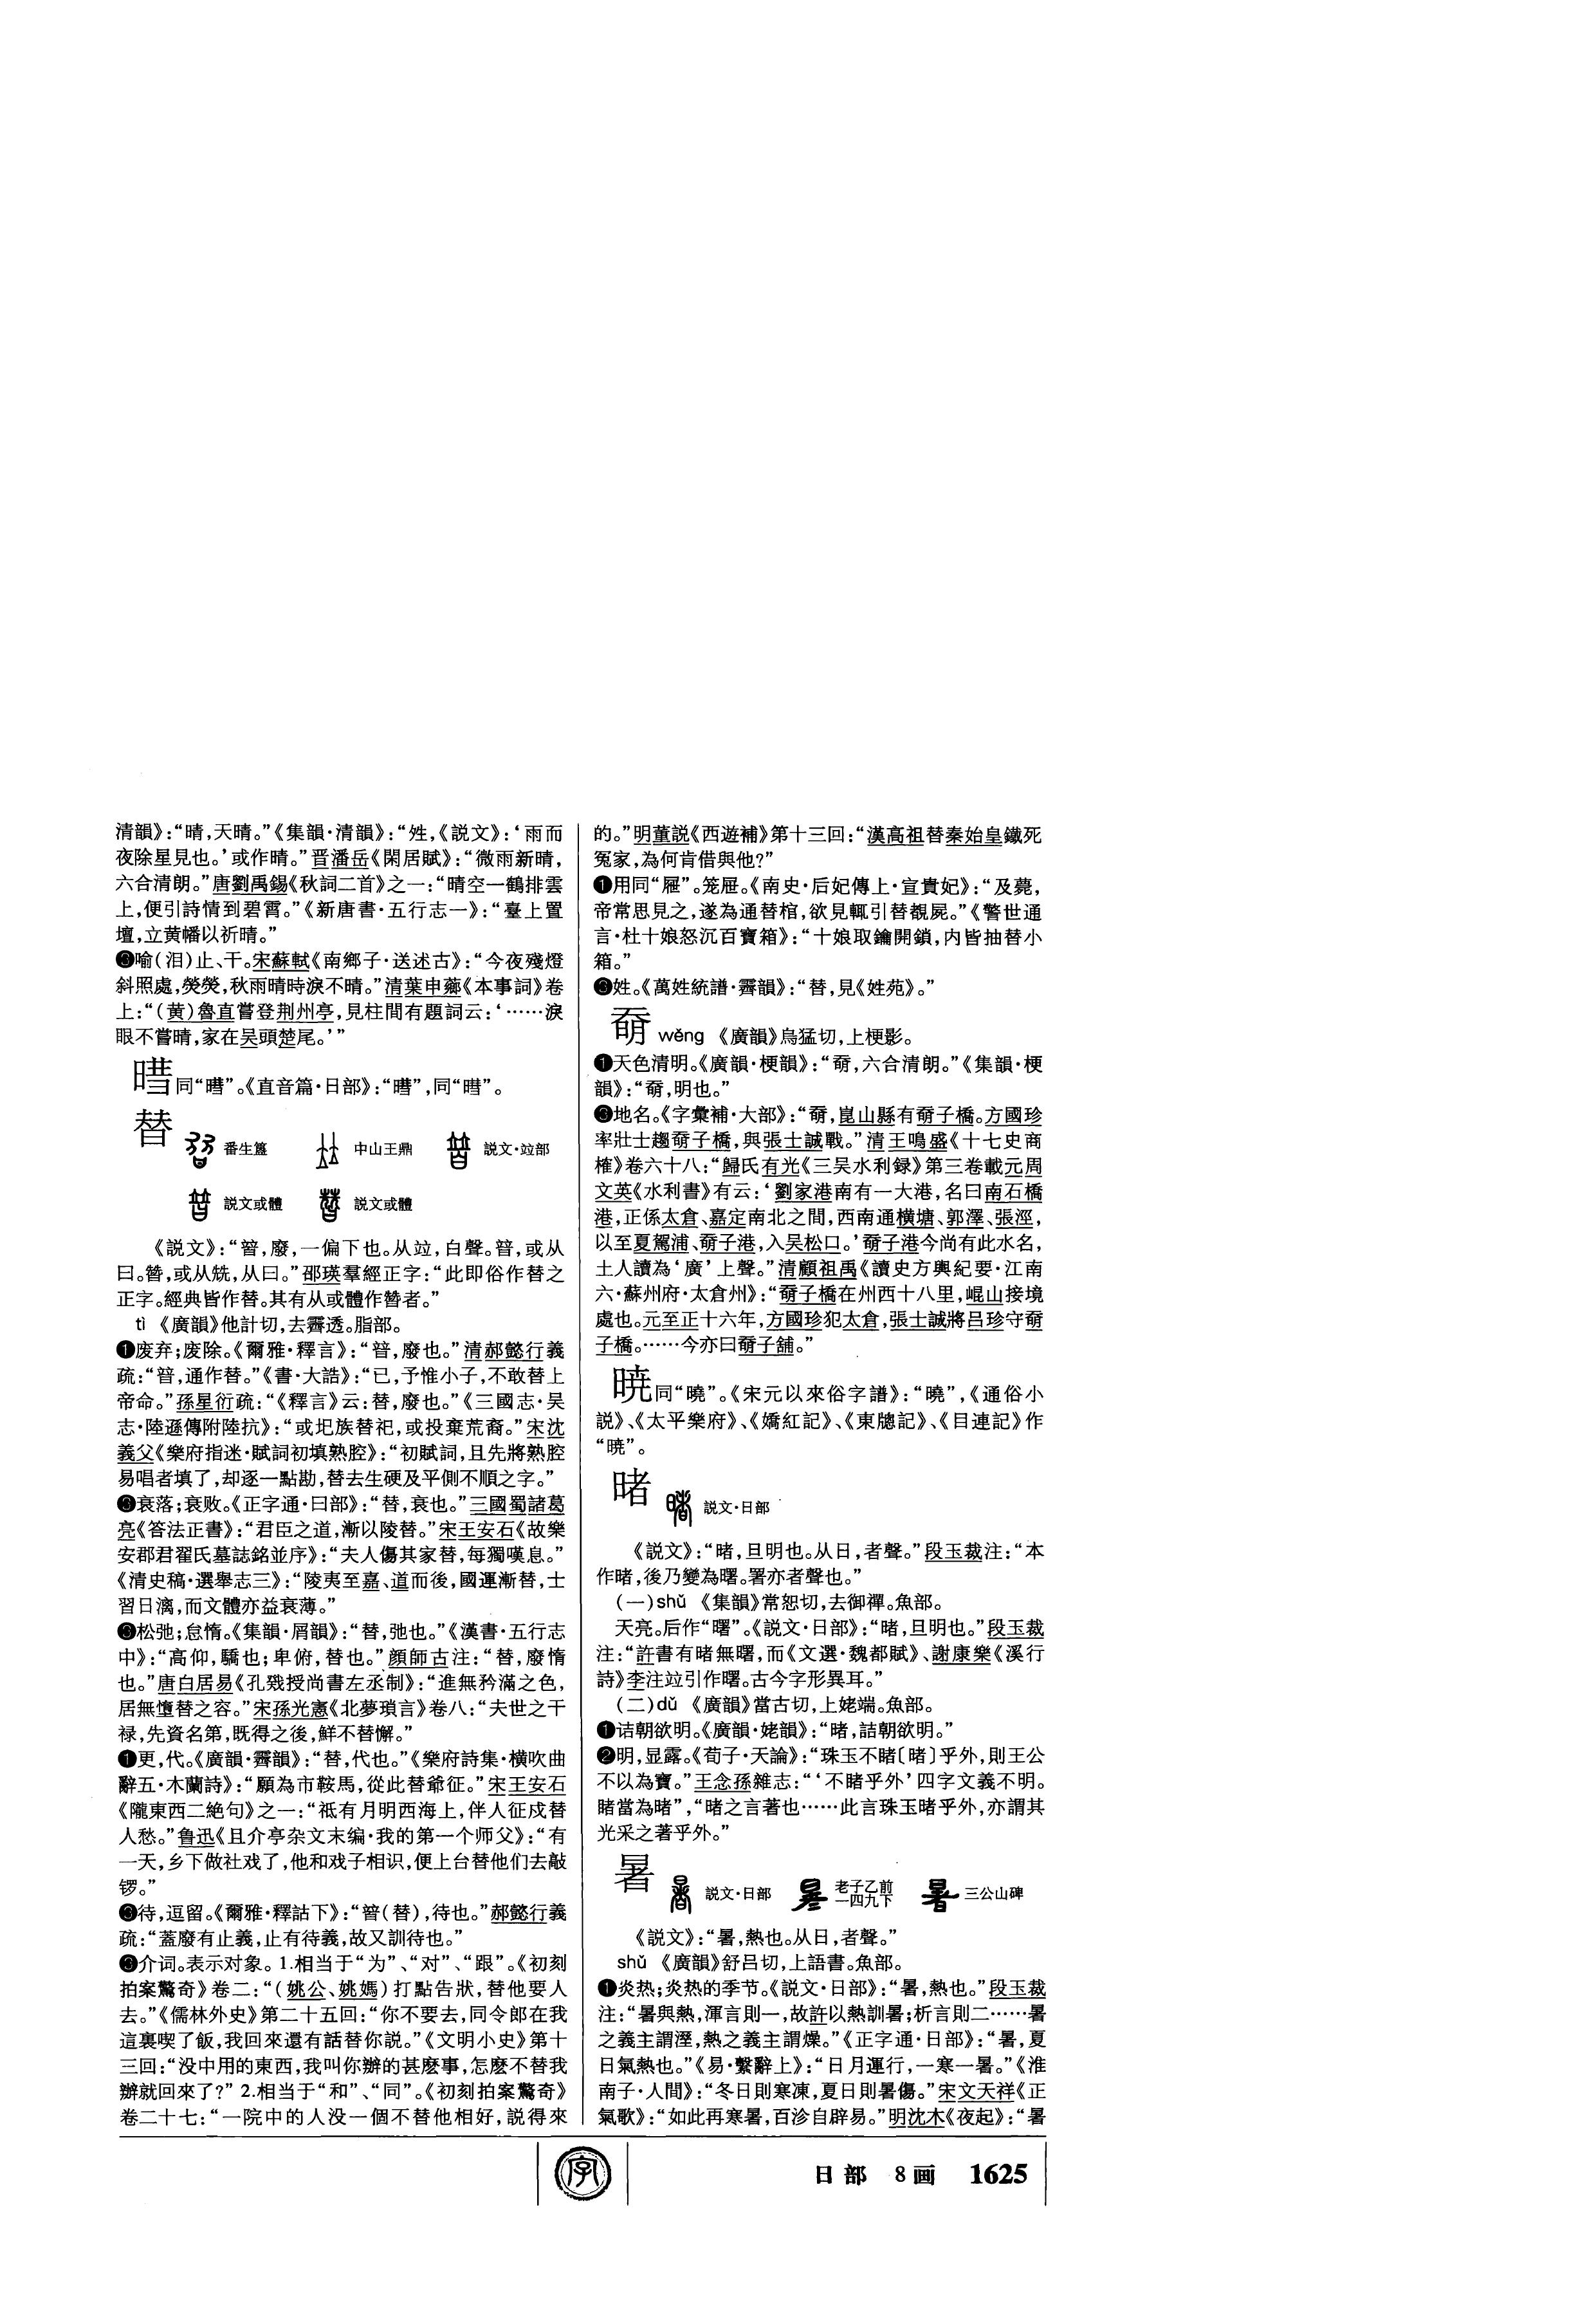 清韻》：“晴，天晴。”《集韻·清韻》：“姓，《説文》：‘雨而
夜除星見也。’或作晴。”晋潘岳《閑居賦》：“微雨新晴，
六合清朗。”唐劉禹錫《秋詞二首》之一：“晴空一鶴排雲
上，便引詩情到碧霄。”《新唐書·五行志一》：“臺上置
壇，立黄幡以祈晴。”
❸喻(泪)止、干。宋蘇軾《南鄉子·送述古》：“今夜殘燈
斜照處，熒熒，秋雨晴時淚不晴。”清葉申薌《本事詞》卷
上：“(黄)魯直嘗登荆州亭，見柱間有題詞云：‘……淚
眼不嘗晴，家在吴頭楚尾。’”
同“”。《直音篇·日部》：“”，同“”。
替
番生簋 中山王鼎 説文·竝部
説文或體 説文或體
《説文》：“暜，廢，一偏下也。从竝，白聲。暜，或从
曰。朁，或从兟，从曰。”邵瑛羣經正字：“此即俗作替之
正字。經典皆作替。其有从或體作朁者。”
tì 《廣韻》他計切，去霽透。脂部。
❶废弃；废除。《爾雅·釋言》：“暜，廢也。”清郝懿行義
疏：“暜，通作替。”《書·大誥》：“已，予惟小子，不敢替上
帝命。”孫星衍疏：“《釋言》云：替，廢也。”《三國志·吴
志·陸遜傳附陸抗》：“或圮族替祀，或投棄荒裔。”宋沈
義父《樂府指迷·賦詞初填熟腔》：“初賦詞，且先將熟腔
易唱者填了，却逐一點勘，替去生硬及平側不順之字。”
❸衰落；衰败。《正字通·曰部》：“替，衰也。”三國蜀諸葛
亮《答法正書》：“君臣之道，漸以陵替。”宋王安石《故樂
安郡君翟氏墓誌銘並序》：“夫人傷其家替，每獨嘆息。”
《清史稿·選舉志三》：“陵夷至嘉、道而後，國運漸替，士
習日漓，而文體亦益衰薄。”
❸松弛；怠惰。《集韻·屑韻》：“替，弛也。”《漢書·五行志
中》：“高仰，驕也；卑俯，替也。”顔師古注：“替，廢惰
也。”唐白居易《孔戣授尚書左丞制》：“進無矜滿之色，
居無墮替之容。”宋孫光憲《北夢瑣言》卷八：“夫世之干
禄，先資名第，既得之後，鮮不替懈。”
❶更，代。《廣韻·霽韻》：“替，代也。”《樂府詩集·横吹曲
辭五·木蘭詩》：“願為市鞍馬，從此替爺征。”宋王安石
《隴東西二絶句》之一：“祗有月明西海上，伴人征戍替
人愁。”鲁迅《且介亭杂文末编·我的第一个师父》：“有
一天，乡下做社戏了，他和戏子相识，便上台替他们去敲
锣。”
❸待，逗留。《爾雅·釋詁下》：“朁(替)，待也。”郝懿行義
疏：“蓋廢有止義，止有待義，故又訓待也。”
❸介词。表示对象。1.相当于“为”、“对”、“跟”。《初刻
拍案驚奇》卷二：“(姚公、姚媽)打點告狀，替他要人
去。”《儒林外史》第二十五回：“你不要去，同令郎在我
這裏喫了飯，我回來還有話替你説。”《文明小史》第十
三回：“没中用的東西，我叫你辦的甚麽事，怎麽不替我
辦就回來了？”2.相当于“和”、“同”。《初刻拍案驚奇》
卷二十七：“一院中的人没一個不替他相好，説得來
的。”明董説《西遊補》第十三回：“漢高祖替秦始皇鐵死
冤家，為何肯借與他？”
❶用同“屜”。笼屉。《南史·后妃傳上·宣貴妃》：“及薨，
帝常思見之，遂為通替棺，欲見輒引替覩屍。”《警世通
言·杜十娘怒沉百寶箱》：“十娘取鑰開鎖，内皆抽替小
箱。”
❸姓。《萬姓統譜·霽韻》：“替，見《姓苑》。”
奣 wěng 《廣韻》烏猛切，上梗影。
❶天色清明。《廣韻·梗韻》：“奣，六合清朗。”《集韻·梗
韻》：“奣，明也。”
❸地名。《字彙補·大部》：“奣，崑山縣有奣子橋。方國珍
率壯士趨奣子橋，與張士誠戰。”清王鳴盛《十七史商
榷》卷六十八：“歸氏有光《三吴水利録》第三卷載元周
文英《水利書》有云：‘劉家港南有一大港，名曰南石橋
港，正係太倉、嘉定南北之間，西南通横塘、郭澤、張涇，
以至夏駕浦、奣子港，入吴松口。’奣子港今尚有此水名，
土人讀為‘廣’上聲。”清顧祖禹《讀史方輿紀要·江南
六·蘇州府·太倉州》：“奣子橋在州西十八里，崐山接境
處也。元至正十六年，方國珍犯太倉，張士誠將吕珍守奣
子橋。……今亦曰奣子舖。”
暁同“曉”。《宋元以來俗字譜》：“曉”，《通俗小
説》、《太平樂府》、《嬌紅記》、《東牕記》、《目連記》作
“暁”。
暏
説文·日部
《説文》：“暏，旦明也。从日，者聲。”段玉裁注：“本
作暏，後乃變為曙。署亦者聲也。”
(一)shǔ 《集韻》常恕切，去御禪。魚部。
天亮。后作“曙”。《説文·日部》：“暏，旦明也。”段玉裁
注：“許書有暏無曙，而《文選·魏都賦》、謝康樂《溪行
詩》李注竝引作曙。古今字形異耳。”
(二)dǔ 《廣韻》當古切，上姥端。魚部。
❶诘朝欲明。《廣韻·姥韻》：“暏，詰朝欲明。”
❷明，显露。《荀子·天論》：“珠玉不睹〔暏〕乎外，則王公
不以為寶。”王念孫雜志：“‘不睹乎外’四字文義不明。
睹當為暏”，“暏之言著也……此言珠玉暏乎外，亦謂其
光采之著乎外。”
暑
説文·日部 老子乙前一四九下 三公山碑
《説文》：“暑，熱也。从日，者聲。”
shǔ 《廣韻》舒吕切，上語書。魚部。
❶炎热；炎热的季节。《説文·日部》：“暑，熱也。”段玉裁
注：“暑與熱，渾言則一，故許以熱訓暑；析言則二……暑
之義主謂溼，熱之義主謂燥。”《正字通·日部》：“暑，夏
日氣熱也。”《易·繫辭上》：“日月運行，一寒一暑。”《淮
南子·人間》：“冬日則寒凍，夏日則暑傷。”宋文天祥《正
氣歌》：“如此再寒暑，百沴自辟易。”明沈木《夜起》：“暑
字
日部 8画 1625